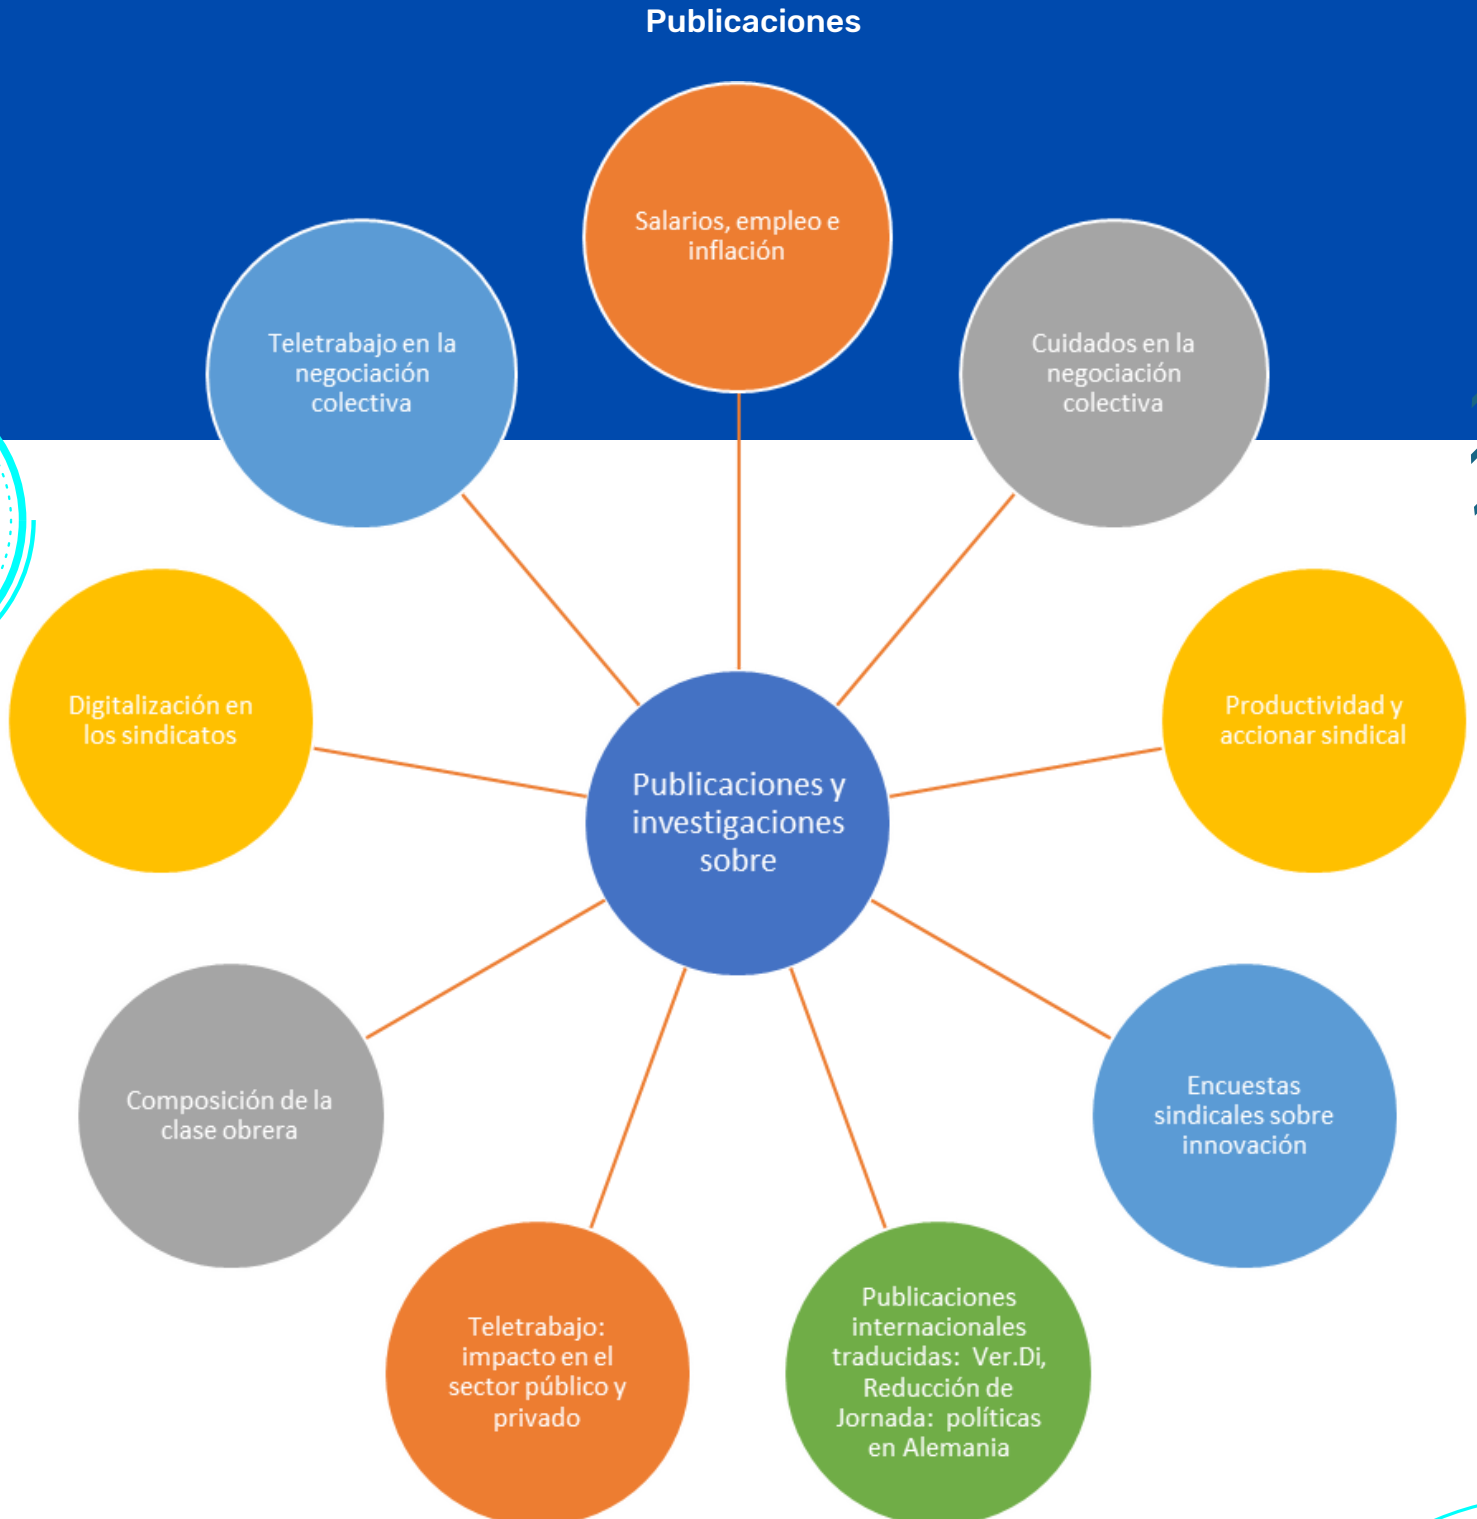 Publicaciones
Salarios, empleo e
inflación
Teletrabajo en la
negociación
colectiva
Cuidados en la
negociación
colectiva
Digitalización en
los sindicatos
Productividad y
accionar sindical
Publicaciones y
investigaciones
sobre
Composición de la
clase obrera
Encuestas
sindicales sobre
innovación
Teletrabajo:
impacto en el
sector público y
privado
Publicaciones
internacionales
traducidas:  Ver.Di,
Reducción de
Jornada:  políticas
en Alemania